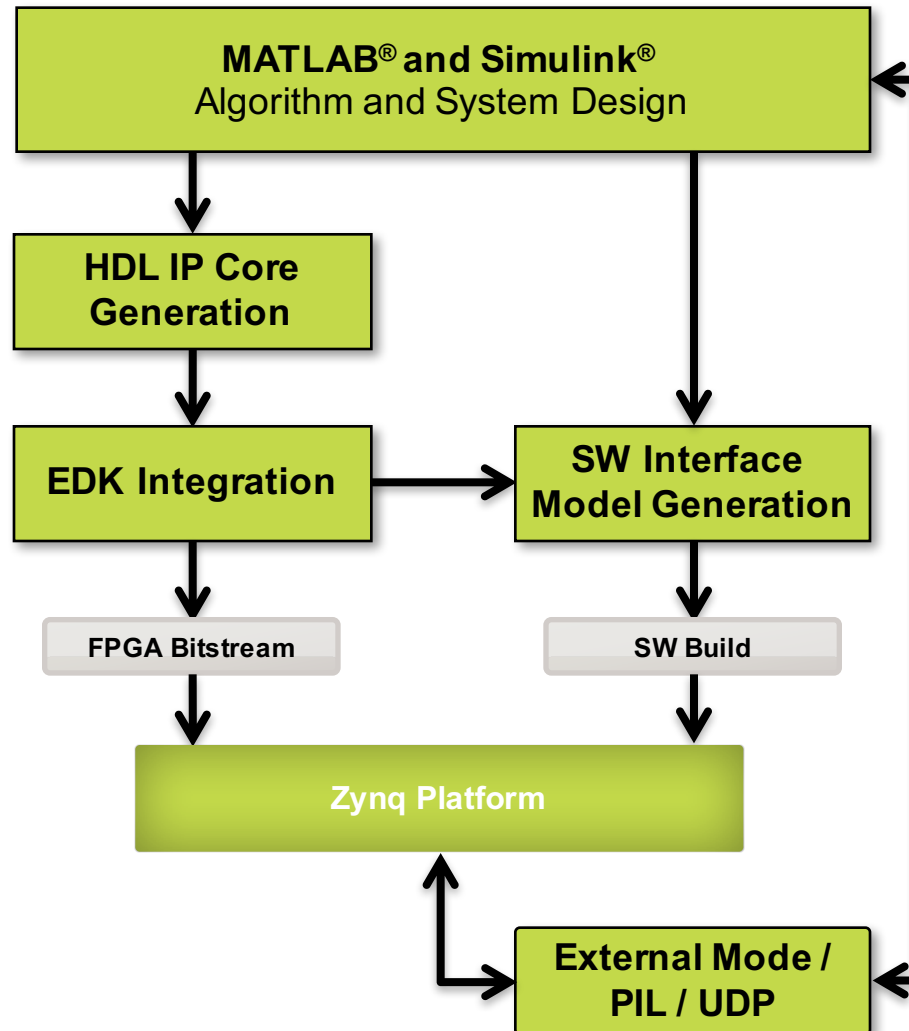 MATLAB® and Simulink®
Algorithm and System Design
HDL IP Core
Generation
EDK Integration
SW Interface
Model Generation
FPGA Bitstream
SW Build
Zynq Platform
External Mode /
PIL / UDP